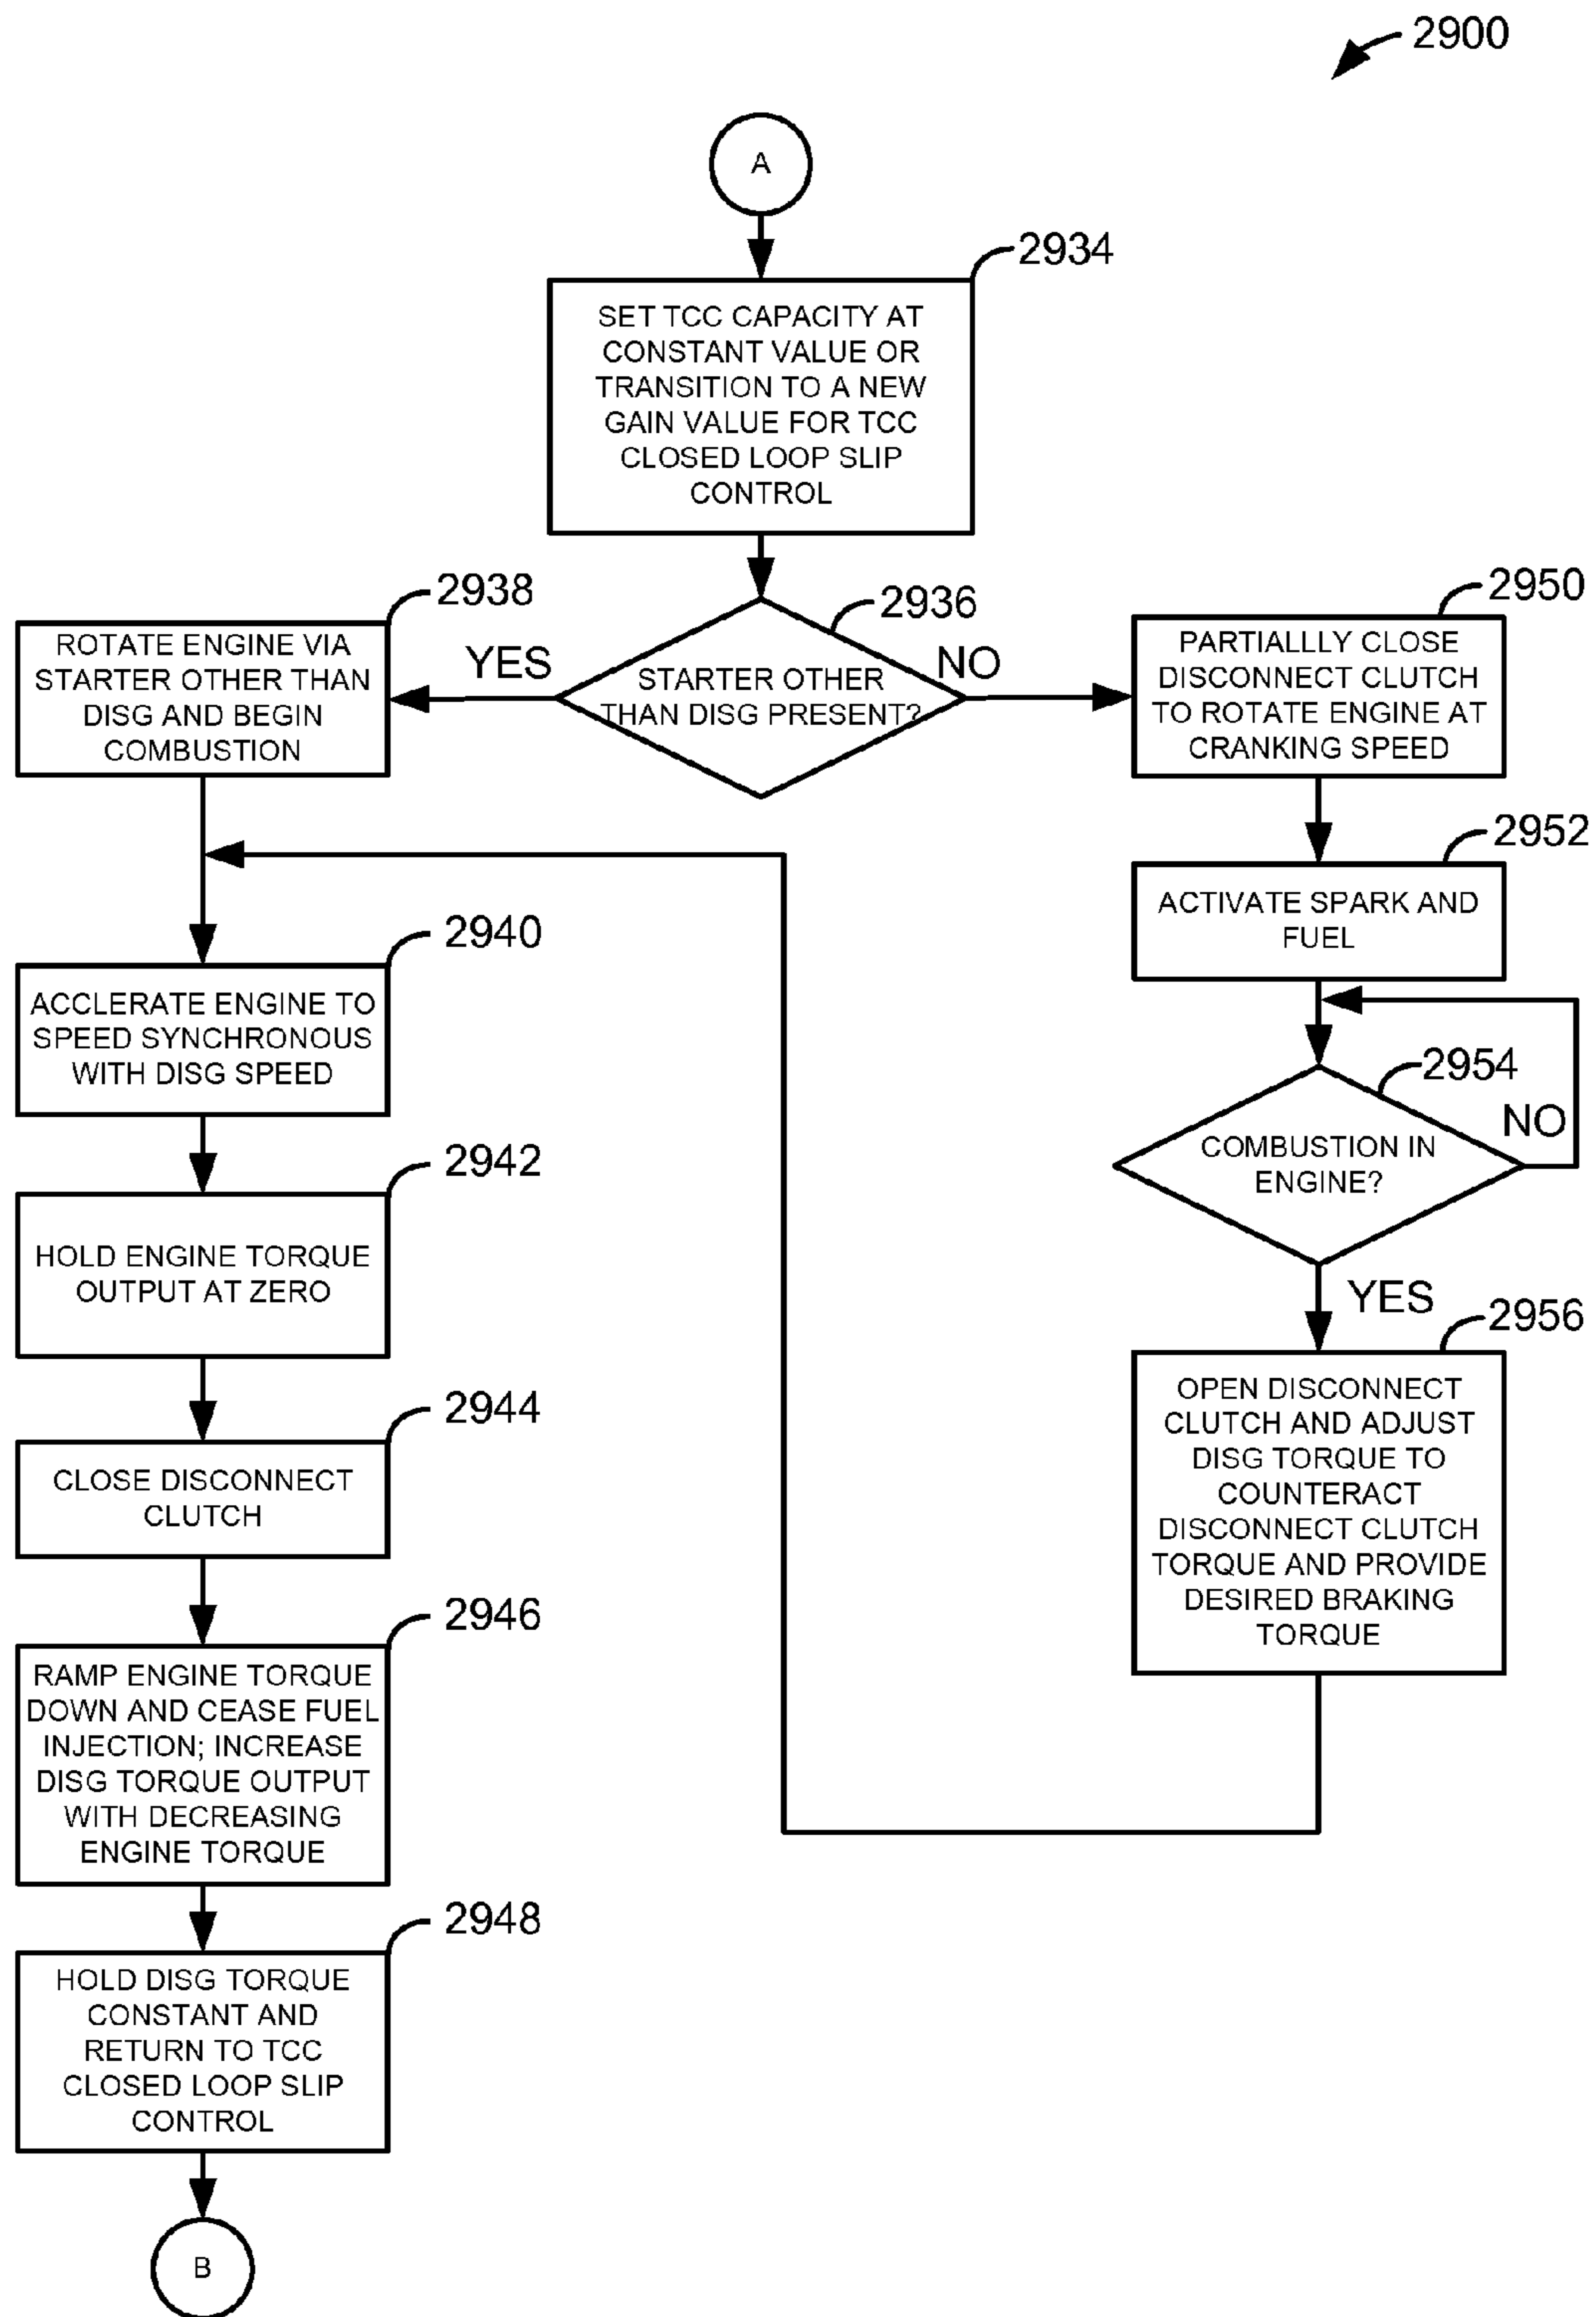 2900
A
2934
SET TCC CAPACITY AT
CONSTANT VALUE OR
TRANSITION TO A NEW
GAIN VALUE FOR TCC
CLOSED LOOP SLIP
CONTROL
2936
STARTER OTHER
THAN DISG PRESENT?
YES
NO
2938
ROTATE ENGINE VIA
STARTER OTHER THAN
DISG AND BEGIN
COMBUSTION
2940
ACCLERATE ENGINE TO
SPEED SYNCHRONOUS
WITH DISG SPEED
2942
HOLD ENGINE TORQUE
OUTPUT AT ZERO
2944
CLOSE DISCONNECT
CLUTCH
2946
RAMP ENGINE TORQUE
DOWN AND CEASE FUEL
INJECTION; INCREASE
DISG TORQUE OUTPUT
WITH DECREASING
ENGINE TORQUE
2948
HOLD DISG TORQUE
CONSTANT AND
RETURN TO TCC
CLOSED LOOP SLIP
CONTROL
B
2950
PARTIALLLY CLOSE
DISCONNECT CLUTCH
TO ROTATE ENGINE AT
CRANKING SPEED
2952
ACTIVATE SPARK AND
FUEL
2954
COMBUSTION IN
ENGINE?
NO
YES
2956
OPEN DISCONNECT
CLUTCH AND ADJUST
DISG TORQUE TO
COUNTERACT
DISCONNECT CLUTCH
TORQUE AND PROVIDE
DESIRED BRAKING
TORQUE